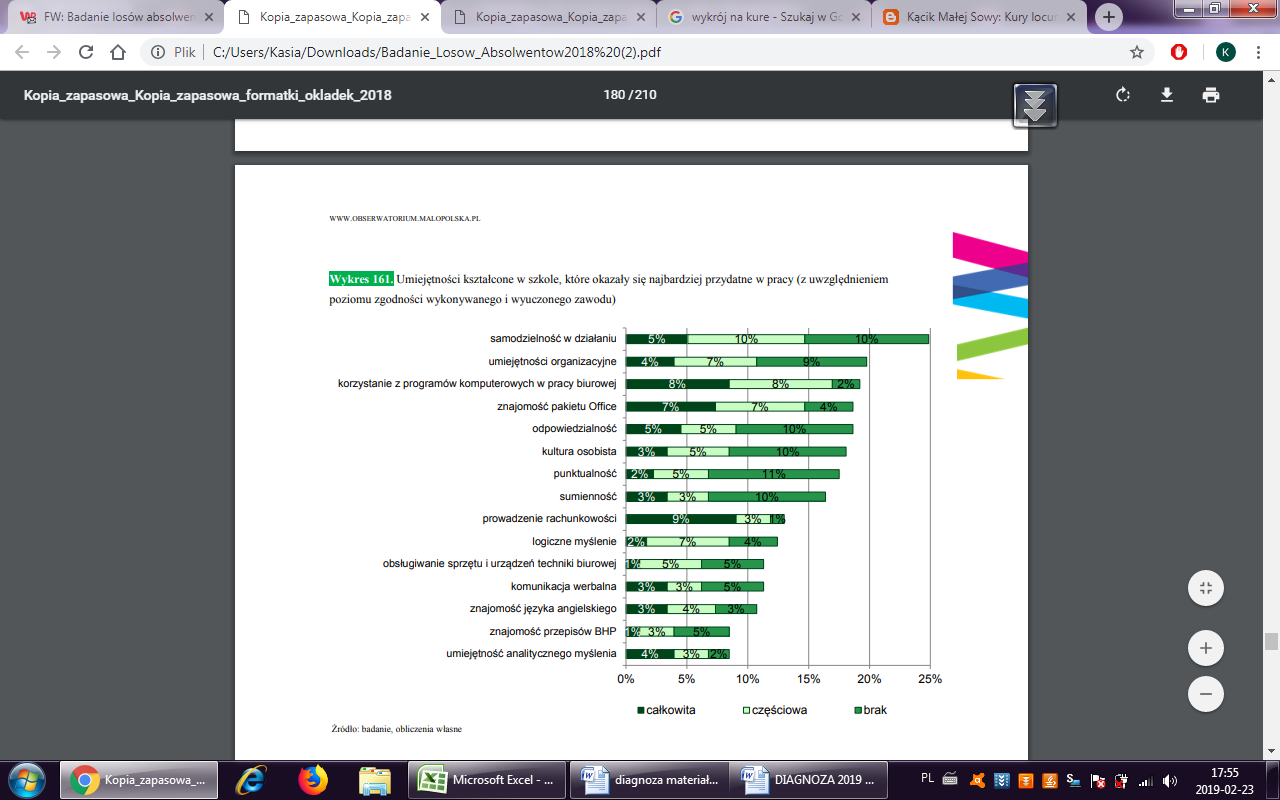 FW: Badanie losów absolwen
Kopia_zapasowa_Kopia_zapa
Kopia_zapasowa_Kopia_zapa
wykrój na kure - Szukaj w Go
Kącik Małej Sowy: Kury locur
Plik
C:/Users/Kasia/Downloads/Badanie_Losow_Absolwentow2018%20(2).pdf
K
Kopia_zapasowa_Kopia_zapasowa_formatki_okladek_2018
180 / 210
WWW.OBSERWATORIUM.MALOPOLSKA.PL
Wykres 161. Umiejętności kształcone w szkole, które okazały się najbardziej przydatne w pracy (z uwzględnieniem
poziomu zgodności wykonywanego i wyuczonego zawodu)
samodzielność w działaniu 5% 10% 10%
umiejętności organizacyjne 4% 7% 9%
korzystanie z programów komputerowych w pracy biurowej 8% 8% 2%
znajomość pakietu Office 7% 7% 4%
odpowiedzialność 5% 5% 10%
kultura osobista 3% 5% 10%
punktualność 2% 5% 11%
sumienność 3% 3% 10%
prowadzenie rachunkowości 9% 3% 1%
logiczne myślenie 2% 7% 4%
obsługiwanie sprzętu i urządzeń techniki biurowej 1% 5% 5%
komunikacja werbalna 3% 3% 5%
znajomość języka angielskiego 3% 4% 3%
znajomość przepisów BHP 1% 3% 5%
umiejętność analitycznego myślenia 4% 3% 2%
0% 5% 10% 15% 20% 25%
całkowita częściowa brak
Źródło: badanie, obliczenia własne
Kopia_zapasowa_...
Microsoft Excel - ...
diagnoza materiał...
DIAGNOZA 2019 ...
PL
17:55
2019-02-23